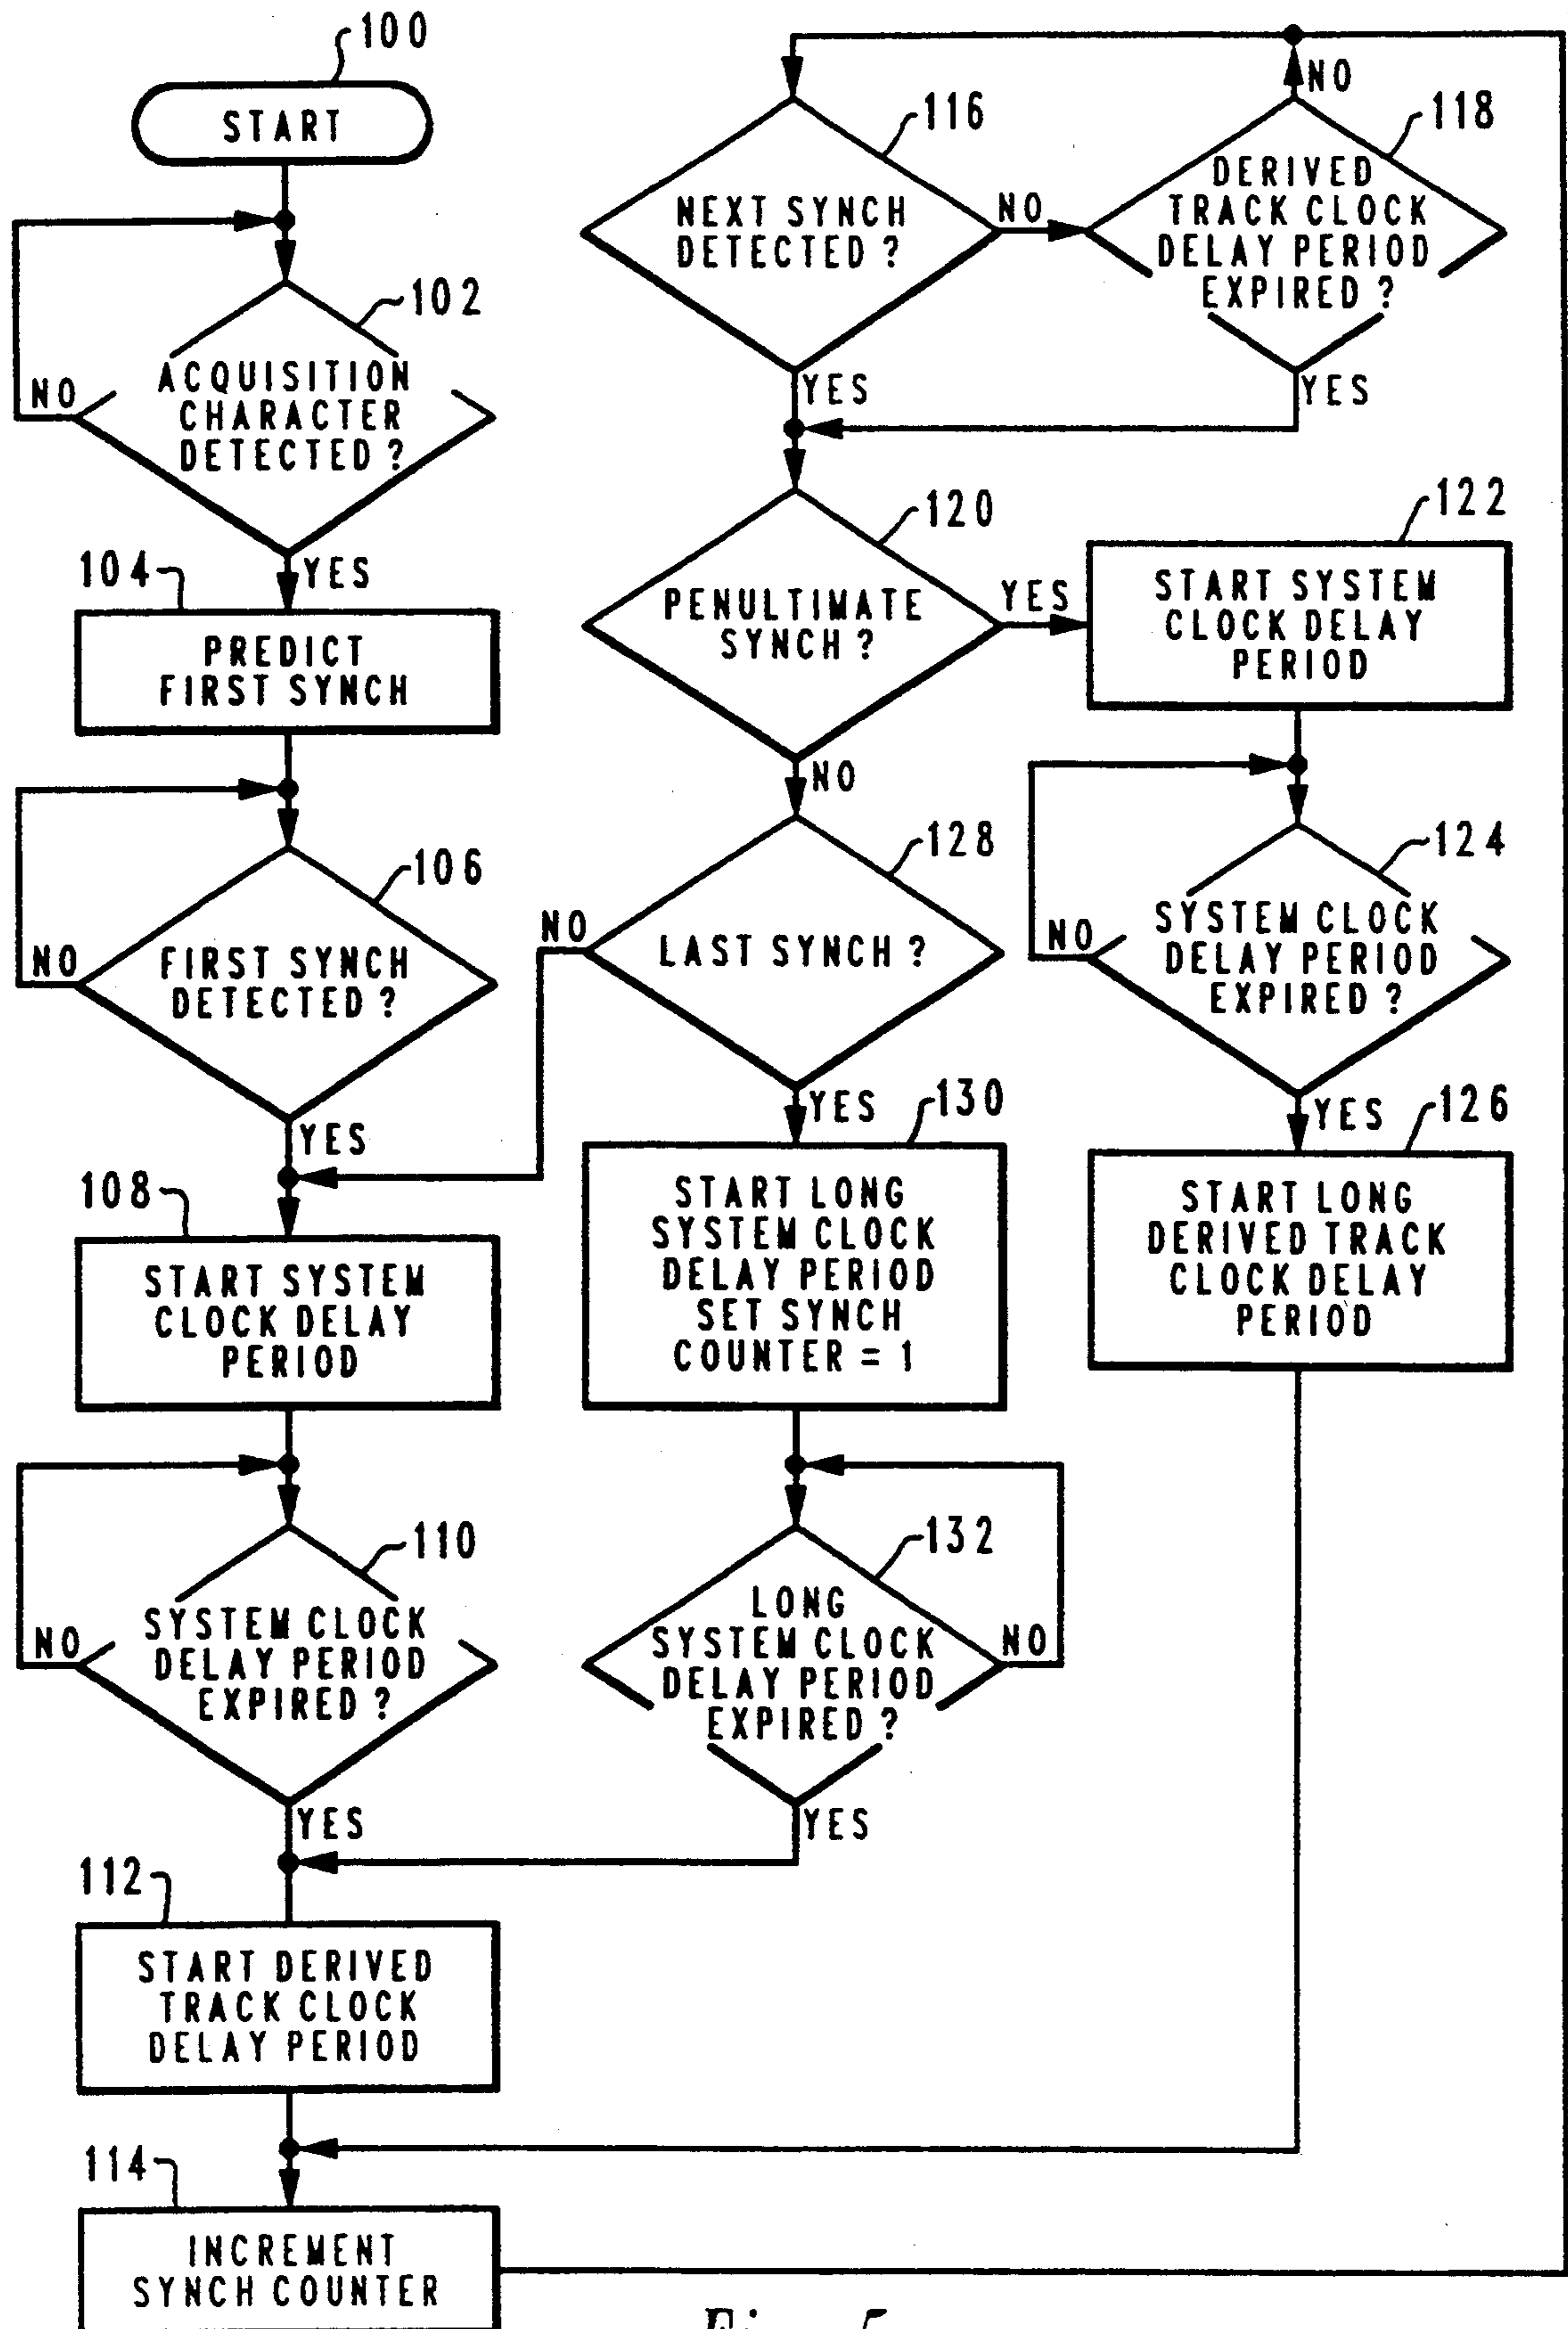 100
START
102
ACQUISITION
CHARACTER
DETECTED ?
NO
YES
104
PREDICT
FIRST SYNCH
106
FIRST SYNCH
DETECTED ?
NO
YES
108
START SYSTEM
CLOCK DELAY
PERIOD
110
SYSTEM CLOCK
DELAY PERIOD
EXPIRED ?
NO
YES
112
START DERIVED
TRACK CLOCK
DELAY PERIOD
114
INCREMENT
SYNCH COUNTER
116
NEXT SYNCH
DETECTED ?
NO
YES
118
DERIVED
TRACK CLOCK
DELAY PERIOD
EXPIRED ?
NO
YES
120
PENULTIMATE
SYNCH ?
YES
NO
122
START SYSTEM
CLOCK DELAY
PERIOD
124
SYSTEM CLOCK
DELAY PERIOD
EXPIRED ?
NO
YES
126
START LONG
DERIVED TRACK
CLOCK DELAY
PERIOD
128
LAST SYNCH ?
NO
YES
130
START LONG
SYSTEM CLOCK
DELAY PERIOD
SET SYNCH
COUNTER = 1
132
LONG
SYSTEM CLOCK
DELAY PERIOD
EXPIRED ?
NO
YES